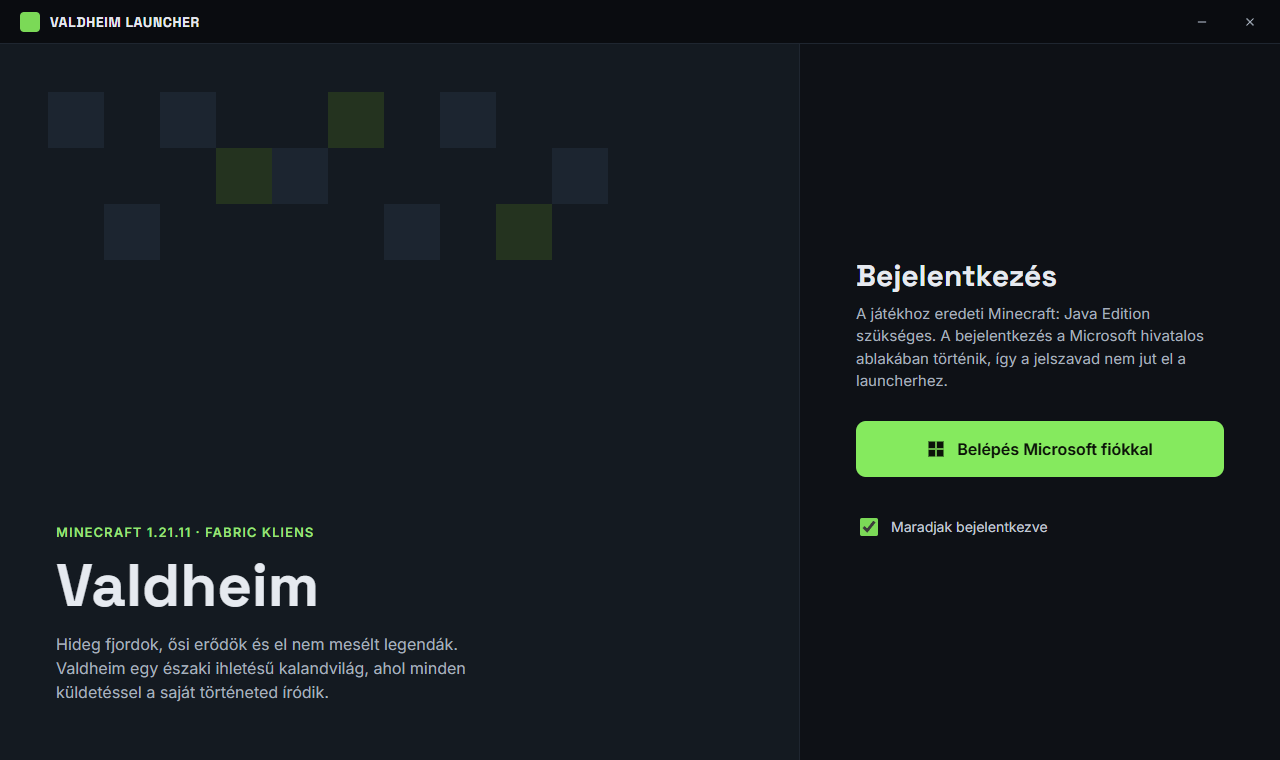 VALDHEIM LAUNCHER
MINECRAFT 1.21.11 · FABRIC KLIENS
Valdheim
Hideg fjordok, ősi erődök és el nem mesélt legendák.
Valdheim egy északi ihletésű kalandvilág, ahol minden
küldetéssel a saját történeted íródik.
Bejelentkezés
A játékhoz eredeti Minecraft: Java Edition
szükséges. A bejelentkezés a Microsoft hivatalos
ablakában történik, így a jelszavad nem jut el a
launcherhez.
Belépés Microsoft fiókkal
Maradjak bejelentkezve